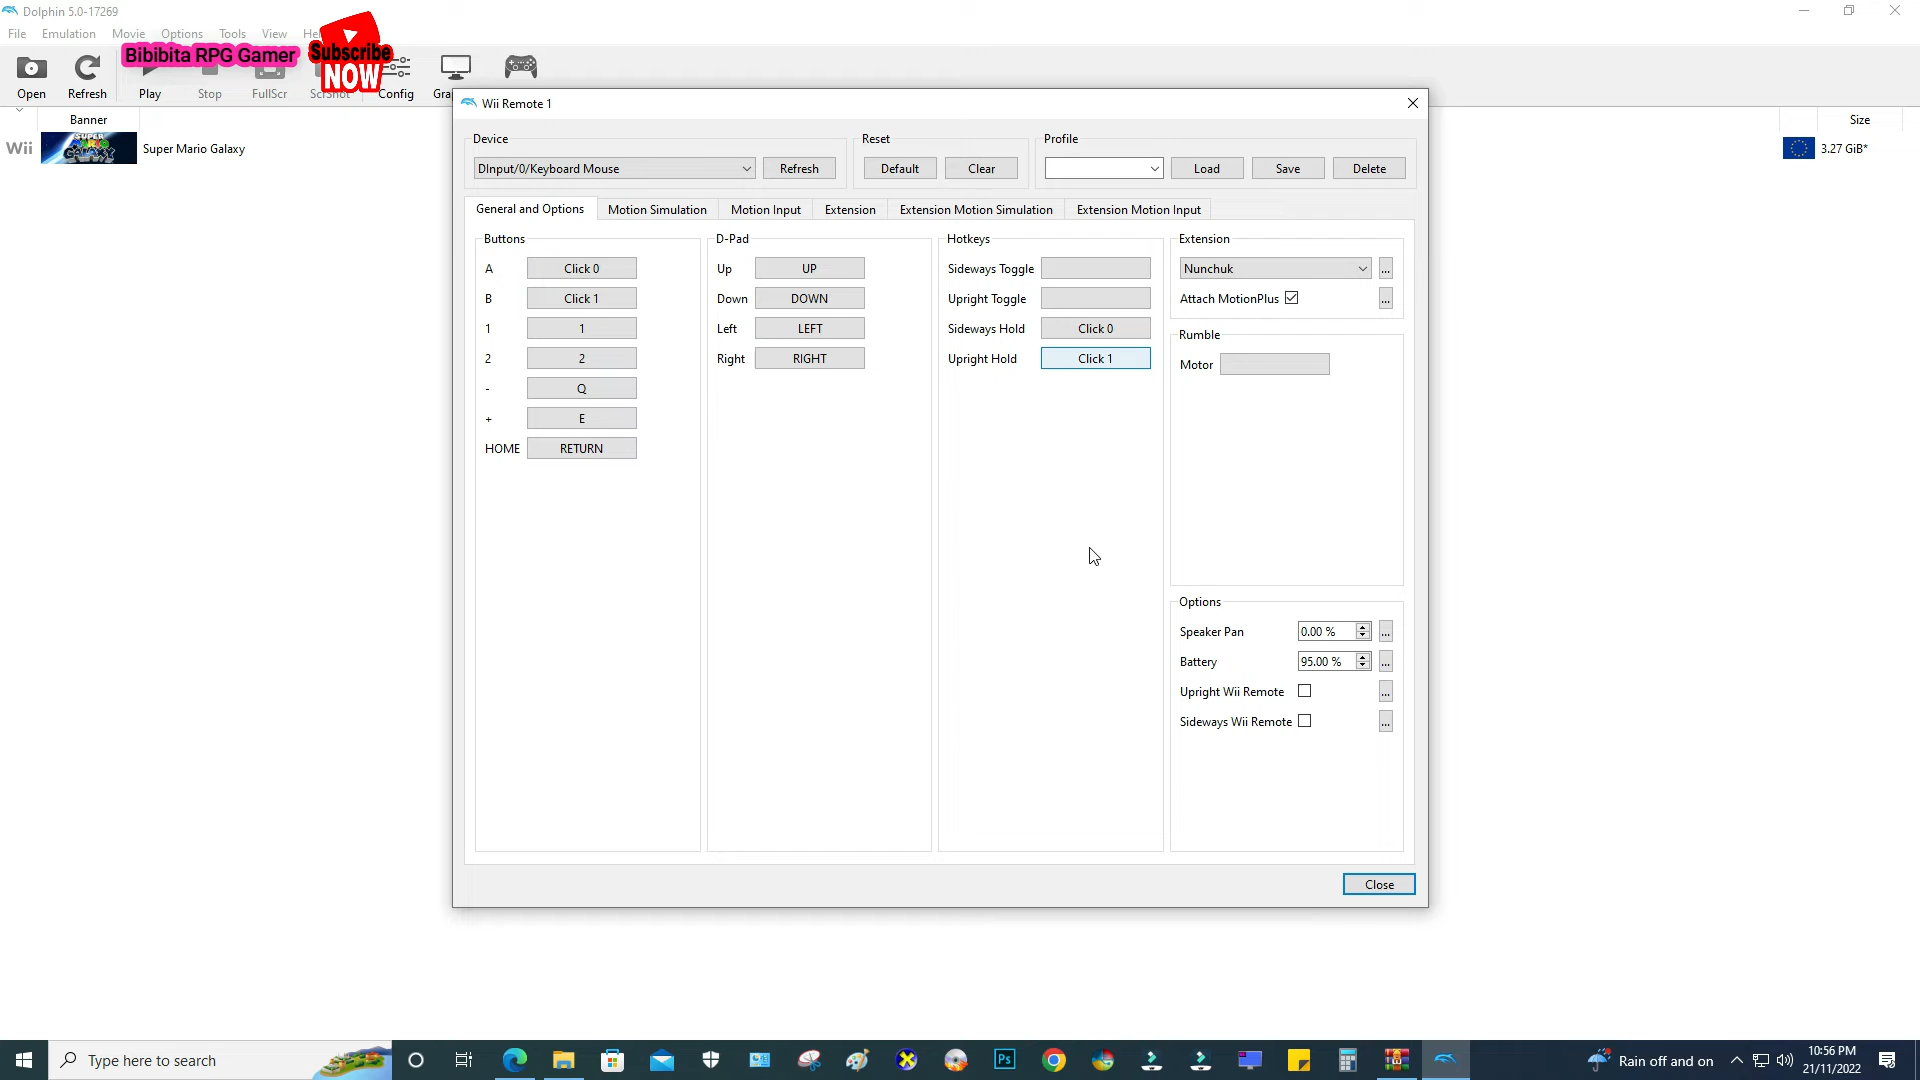 Dolphin 5.0-17269
File Emulation Movie Options Tools View
Bibibita RPG Gamer
Subscribe
NOW
Open Refresh Play Stop FullScr ScrShot Config
Banner Size
Wii SUPER MARIO GALAXY Super Mario Galaxy 3.27 GiB*
Wii Remote 1
Device Reset Profile
DInput/0/Keyboard Mouse Refresh Default Clear Load Save Delete
General and Options Motion Simulation Motion Input Extension Extension Motion Simulation Extension Motion Input
Buttons
A Click 0
B Click 1
1 1
2 2
- Q
+ E
HOME RETURN
D-Pad
Up UP
Down DOWN
Left LEFT
Right RIGHT
Hotkeys
Sideways Toggle
Upright Toggle
Sideways Hold Click 0
Upright Hold Click 1
Extension
Nunchuk ...
Attach MotionPlus ...
Rumble
Motor
Options
Speaker Pan 0.00 % ...
Battery 95.00 % ...
Upright Wii Remote ...
Sideways Wii Remote ...
Close
Type here to search
Ps
Rain off and on
10:56 PM
21/11/2022